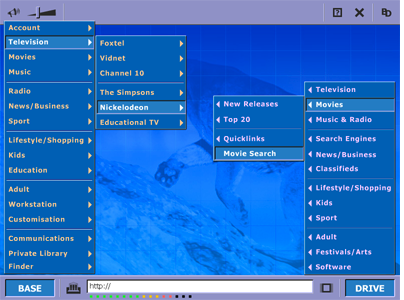 Account
Television
Movies
Music
Radio
News/Business
Sport
Lifestyle/Shopping
Kids
Education
Adult
Workstation
Customisation
Communications
Private Library
Finder
Foxtel
Vidnet
Channel 10
The Simpsons
Nickelodeon
Educational TV
New Releases
Top 20
Quicklinks
Movie Search
Television
Movies
Music & Radio
Search Engines
News/Business
Classifieds
Lifestyle/Shopping
Kids
Sport
Adult
Festivals/Arts
Software
BASE
http://
DRIVE